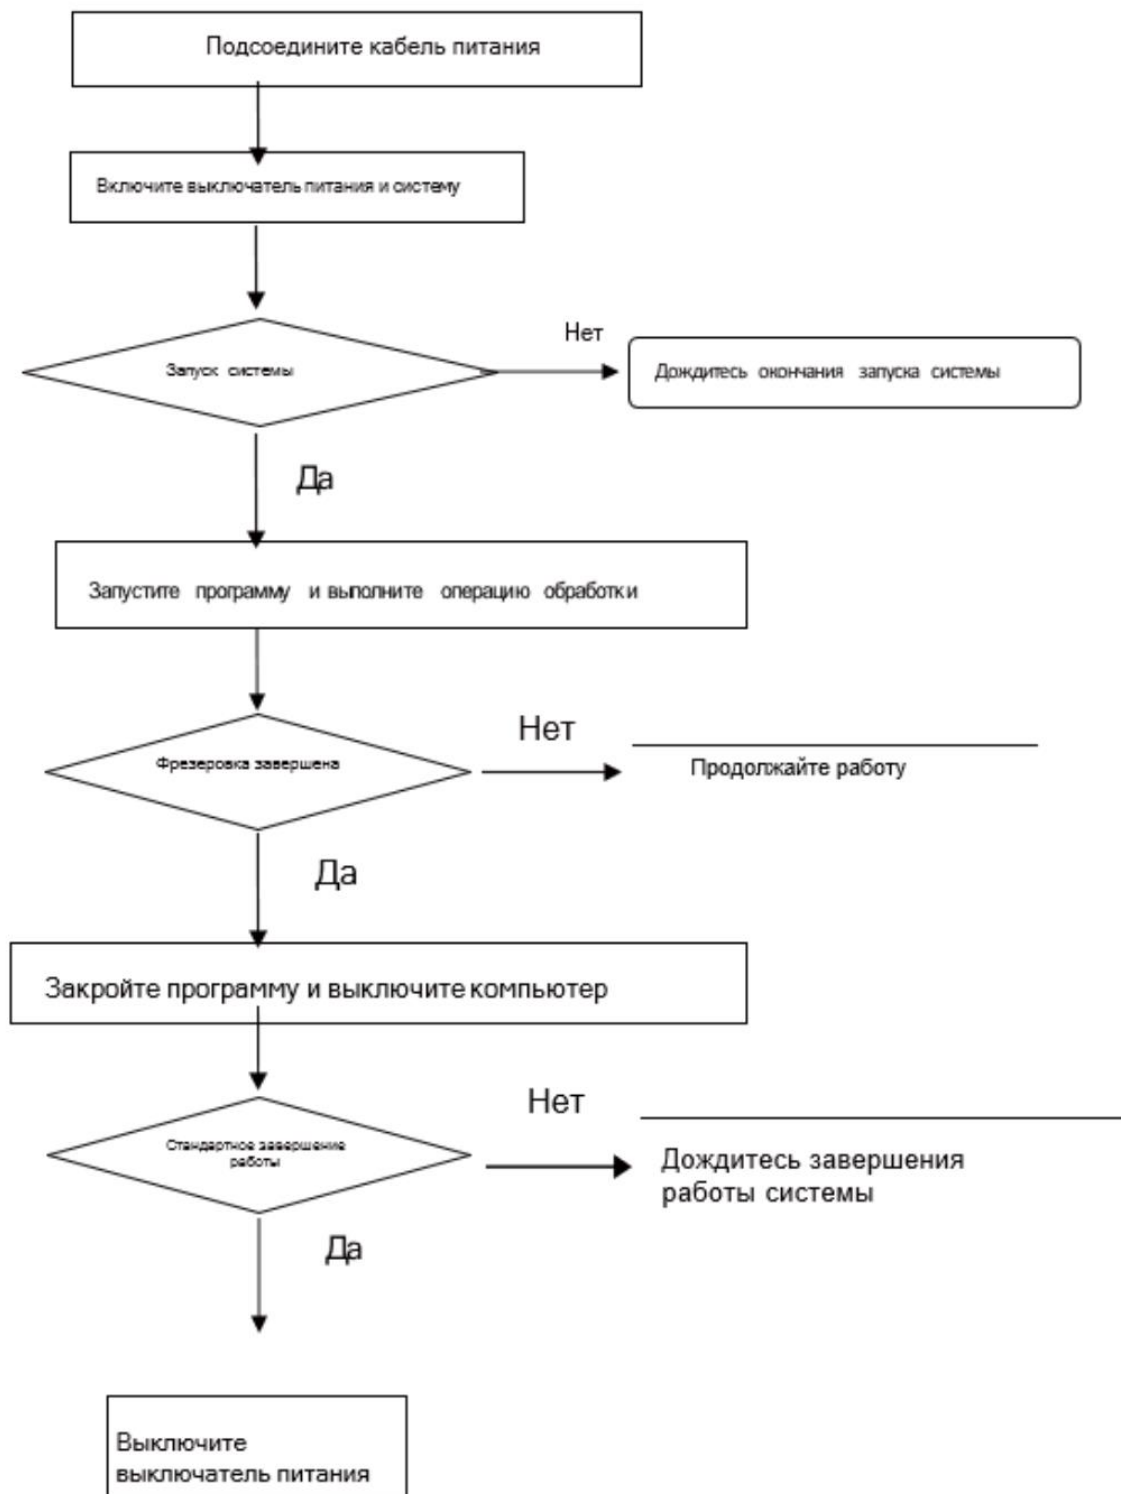 Подсоедините кабель питания
Включите выключатель питания и систему
Запуск системы
Нет
Дождитесь окончания запуска системы
Да
Запустите программу и выполните операцию обработки
Фрезеровка завершена
Нет
Продолжайте работу
Да
Закройте программу и выключите компьютер
Стандартное завершение
работы
Нет
Дождитесь завершения
работы системы
Да
Выключите
выключатель питания